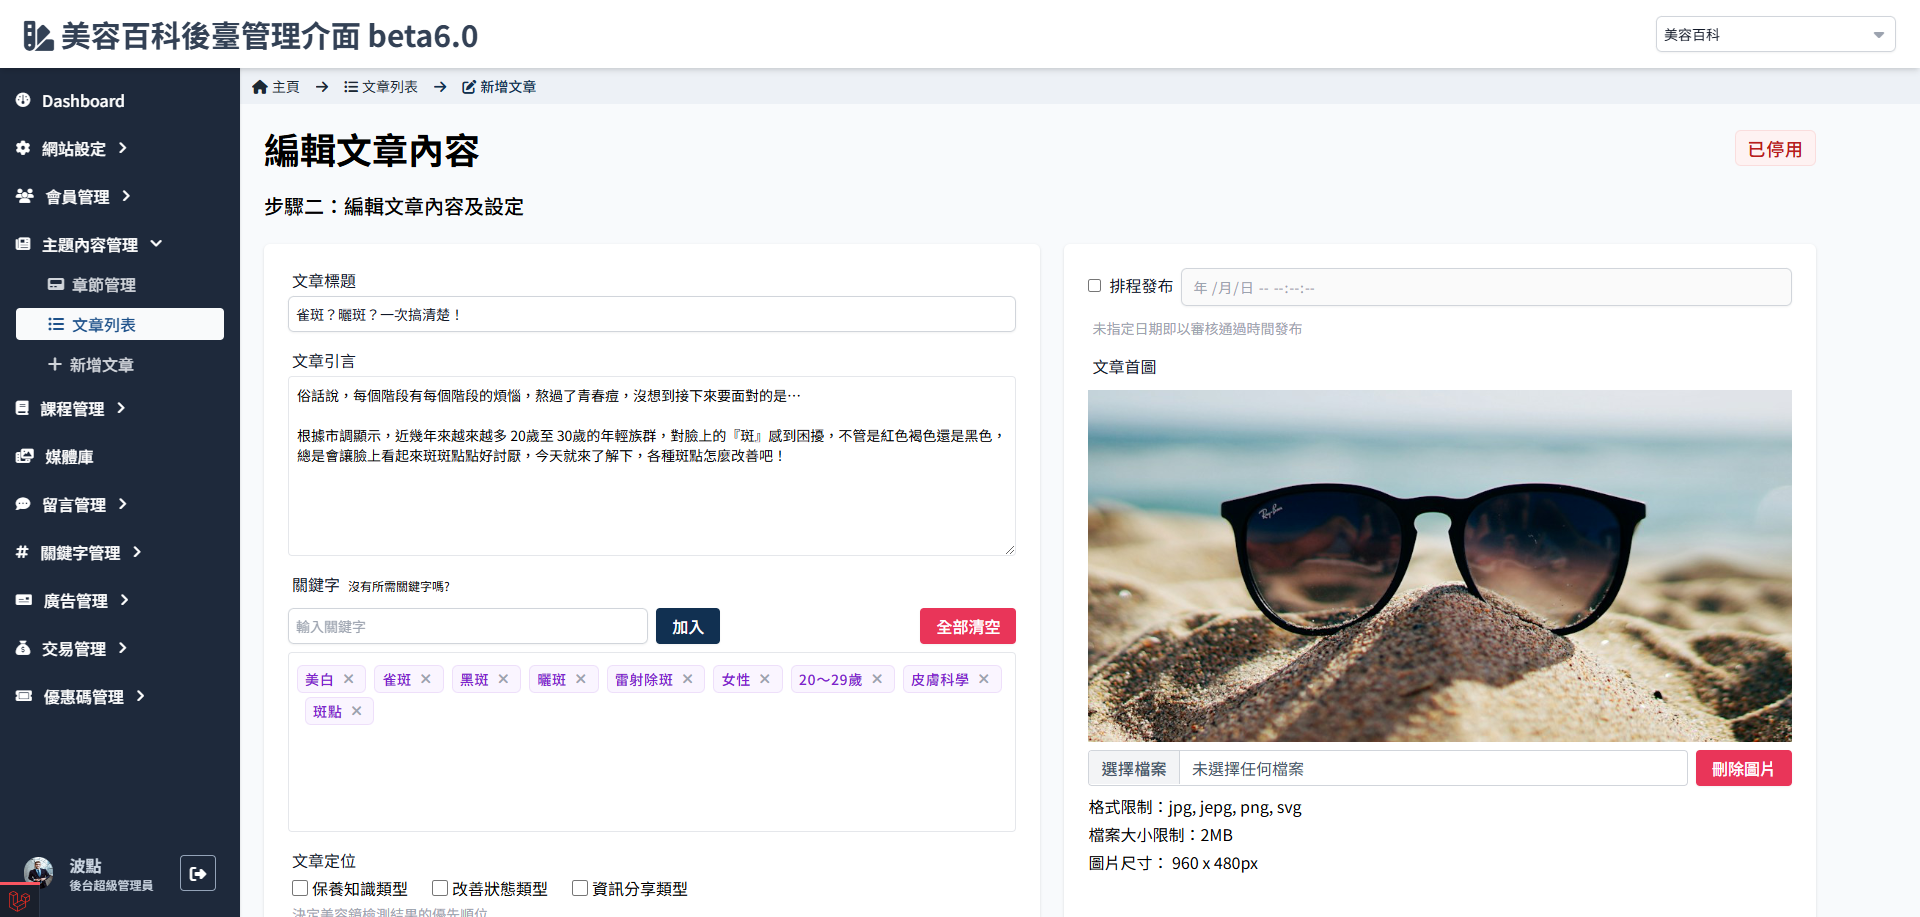 美容百科後臺管理介面 beta6.0
美容百科
Dashboard
網站設定
會員管理
主題內容管理
章節管理
文章列表
新增文章
課程管理
媒體庫
留言管理
關鍵字管理
廣告管理
交易管理
優惠碼管理
波點
後台超級管理員
主頁 → 文章列表 → 新增文章
編輯文章內容
已停用
步驟二：編輯文章內容及設定
文章標題
雀斑？曬斑？一次搞清楚！
文章引言
俗話說，每個階段有每個階段的煩惱，熬過了青春痘，沒想到接下來要面對的是…
根據市調顯示，近幾年來越來越多 20歲至 30歲的年輕族群，對臉上的『斑』感到困擾，不管是紅色褐色還是黑色，
總是會讓臉上看起來斑斑點點好討厭，今天就來了解下，各種斑點怎麼改善吧！
關鍵字 沒有所需關鍵字嗎?
輸入關鍵字
加入
全部清空
美白 × 雀斑 × 黑斑 × 曬斑 × 雷射除斑 × 女性 × 20～29歲 × 皮膚科學 ×
斑點 ×
文章定位
保養知識類型 改善狀態類型 資訊分享類型
決定美容鏡檢測結果的優先順位
排程發布 年 /月/日 -- --:--:--
未指定日期即以審核通過時間發布
文章首圖
Ray-Ban
選擇檔案 未選擇任何檔案
刪除圖片
格式限制：jpg, jepg, png, svg
檔案大小限制：2MB
圖片尺寸： 960 x 480px